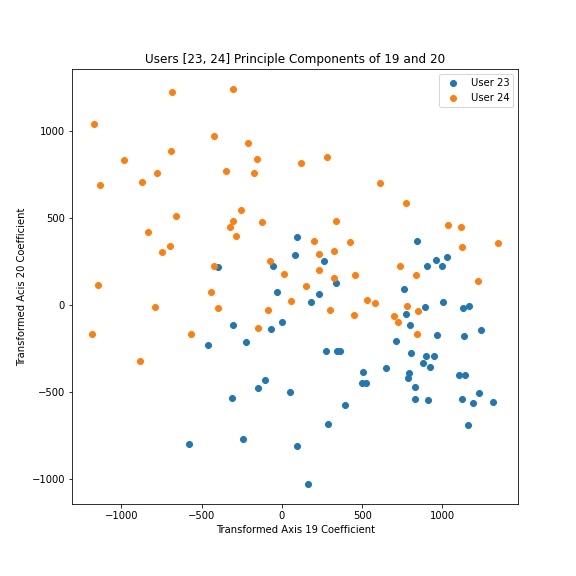 Users [23, 24] Principle Components of 19 and 20
User 23
User 24
1000
500
0
−500
−1000
Transformed Acis 20 Coefficient
−1000
−500
0
500
1000
Transformed Axis 19 Coefficient